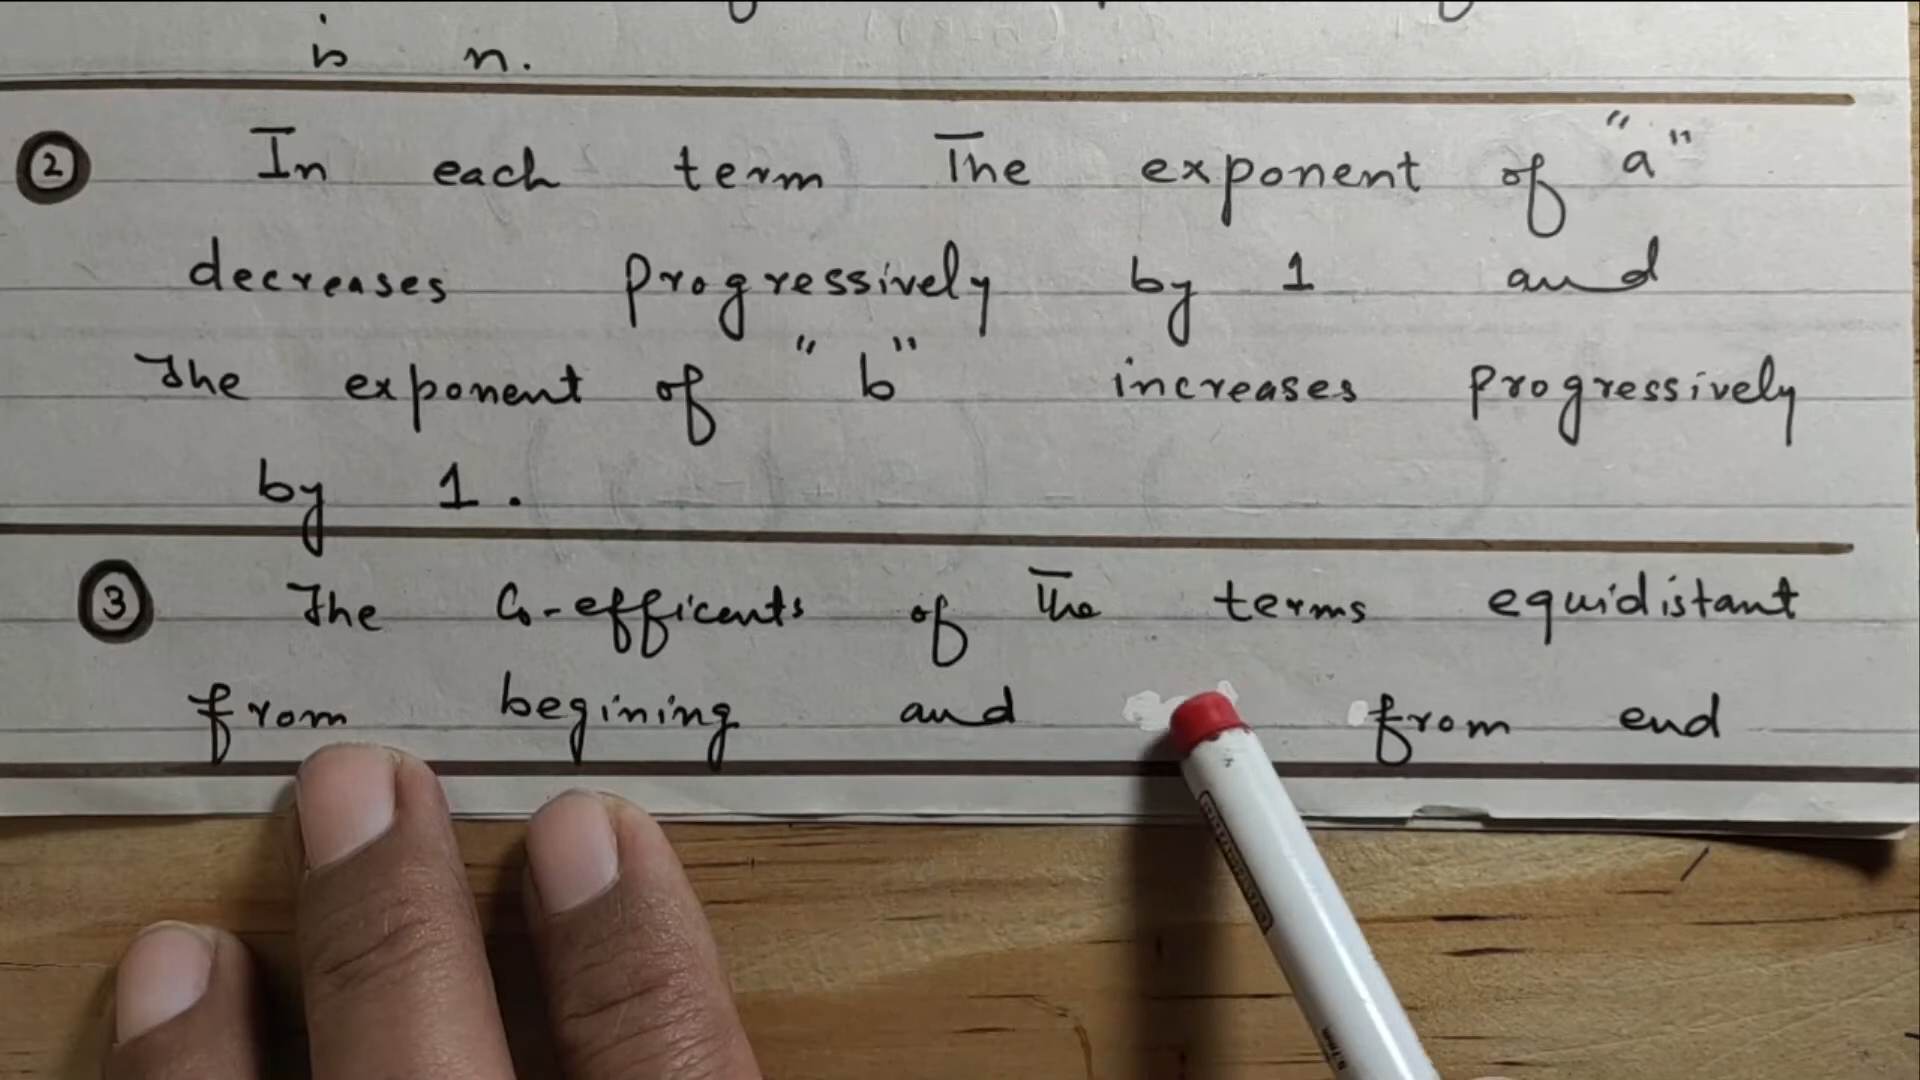 is n.
② In each term The exponent of "a"
decreases progressively by 1 and
The exponent of "b" increases progressively
by 1.
③ The Co-efficents of The terms equidistant
from begining and from end